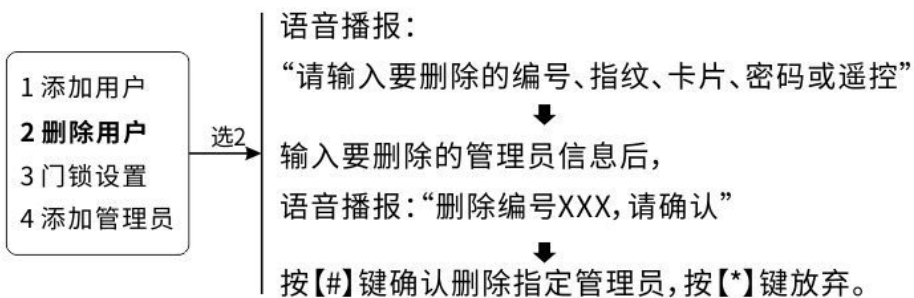 1 添加用户
2 删除用户
3 门锁设置
4 添加管理员
选2
语音播报：
“请输入要删除的编号、指纹、卡片、密码或遥控”
输入要删除的管理员信息后，
语音播报：“删除编号XXX，请确认”
按【#】键确认删除指定管理员，按【*】键放弃。